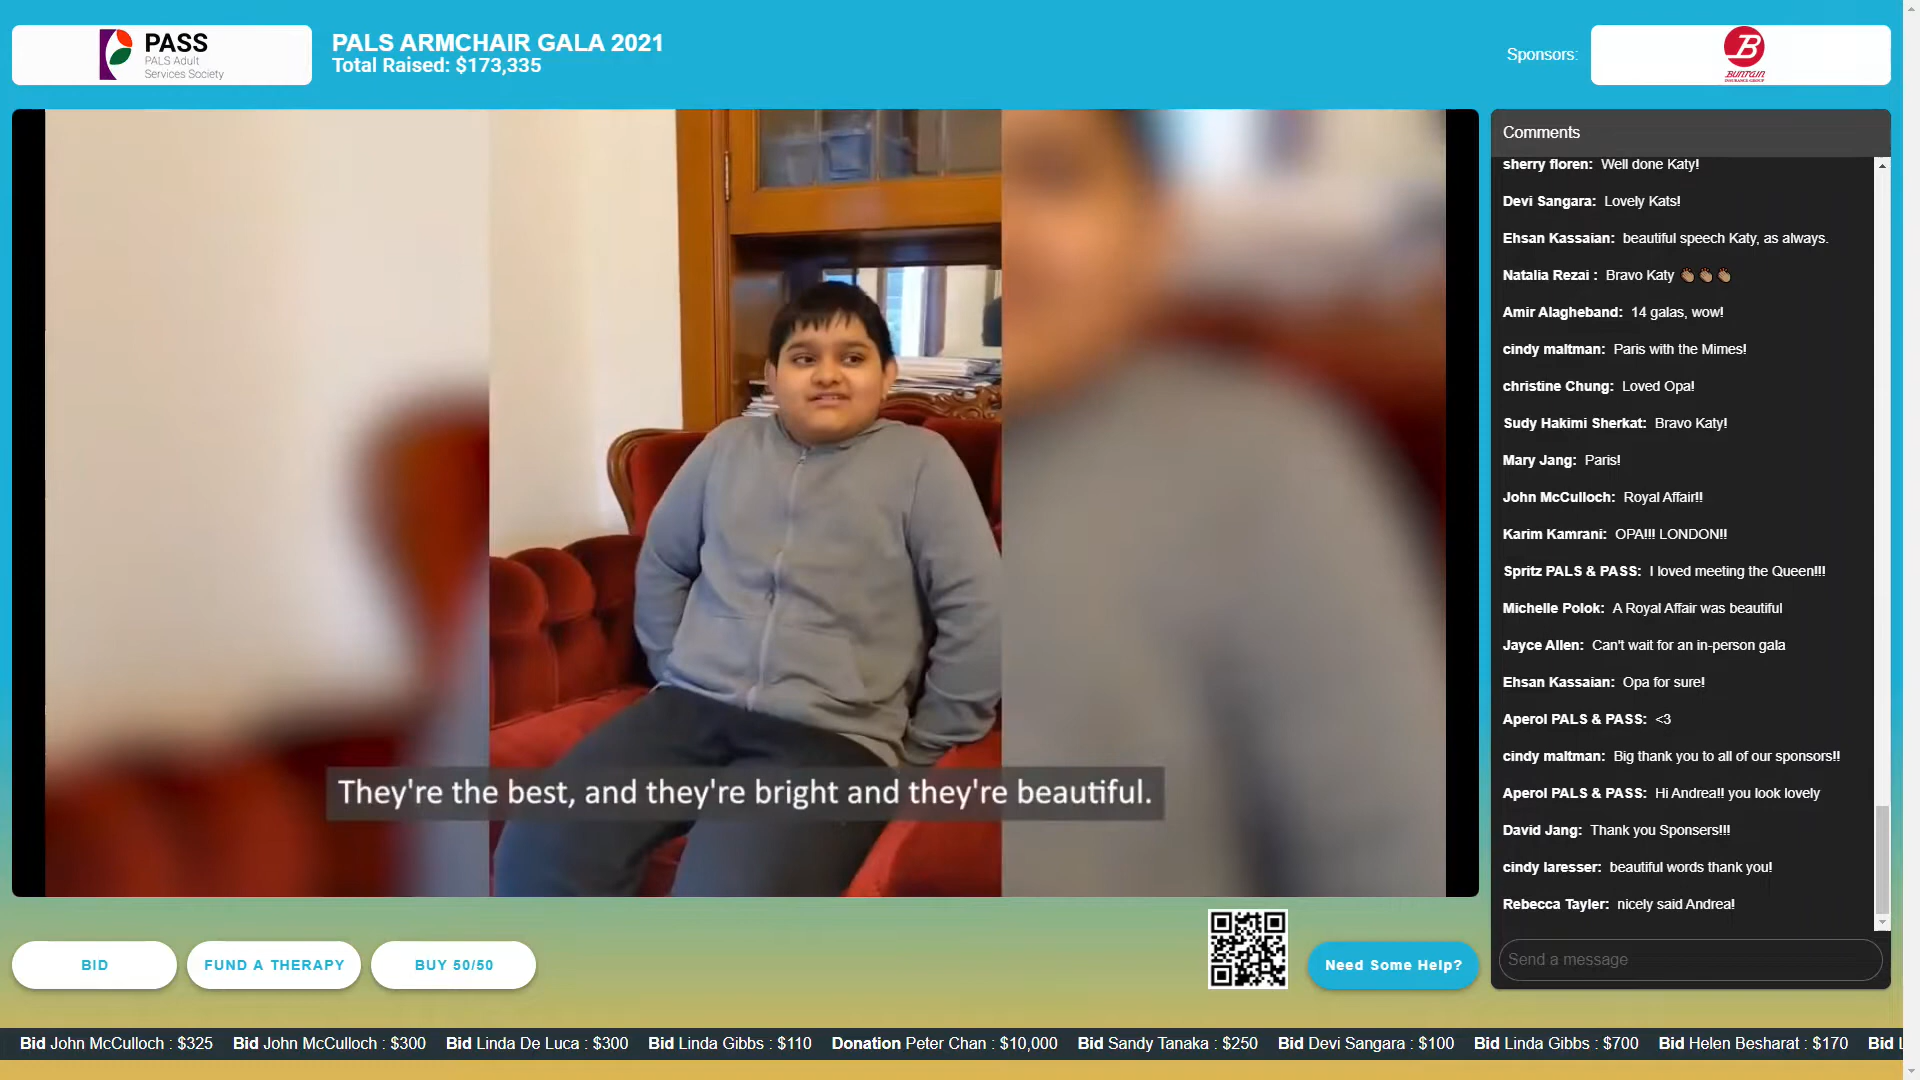 PASS
PALS Adult
Services Society
PALS ARMCHAIR GALA 2021
Total Raised: $173,335
Sponsors:
B
BUNTAIN
INSURANCE GROUP
They're the best, and they're bright and they're beautiful.
Comments
sherry floren: Well done Katy!
Devi Sangara: Lovely Kats!
Ehsan Kassaian: beautiful speech Katy, as always.
Natalia Rezai : Bravo Katy 👏🏽👏🏽👏🏽
Amir Alagheband: 14 galas, wow!
cindy maltman: Paris with the Mimes!
christine Chung: Loved Opa!
Sudy Hakimi Sherkat: Bravo Katy!
Mary Jang: Paris!
John McCulloch: Royal Affair!!
Karim Kamrani: OPA!!! LONDON!!
Spritz PALS & PASS: I loved meeting the Queen!!!
Michelle Polok: A Royal Affair was beautiful
Jayce Allen: Can't wait for an in-person gala
Ehsan Kassaian: Opa for sure!
Aperol PALS & PASS: <3
cindy maltman: Big thank you to all of our sponsors!!
Aperol PALS & PASS: Hi Andrea!! you look lovely
David Jang: Thank you Sponsers!!!
cindy laresser: beautiful words thank you!
Rebecca Tayler: nicely said Andrea!
Send a message
BID
FUND A THERAPY
BUY 50/50
Need Some Help?
Bid John McCulloch : $325 Bid John McCulloch : $300 Bid Linda De Luca : $300 Bid Linda Gibbs : $110 Donation Peter Chan : $10,000 Bid Sandy Tanaka : $250 Bid Devi Sangara : $100 Bid Linda Gibbs : $700 Bid Helen Besharat : $170 Bid